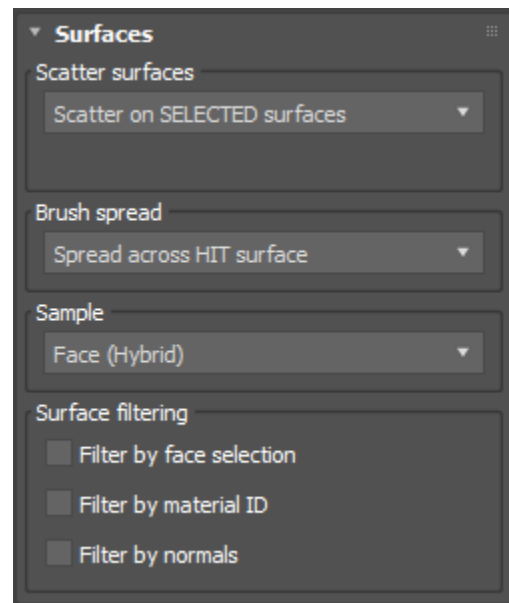 Surfaces
Scatter surfaces
Scatter on SELECTED surfaces
Brush spread
Spread across HIT surface
Sample
Face (Hybrid)
Surface filtering
Filter by face selection
Filter by material ID
Filter by normals